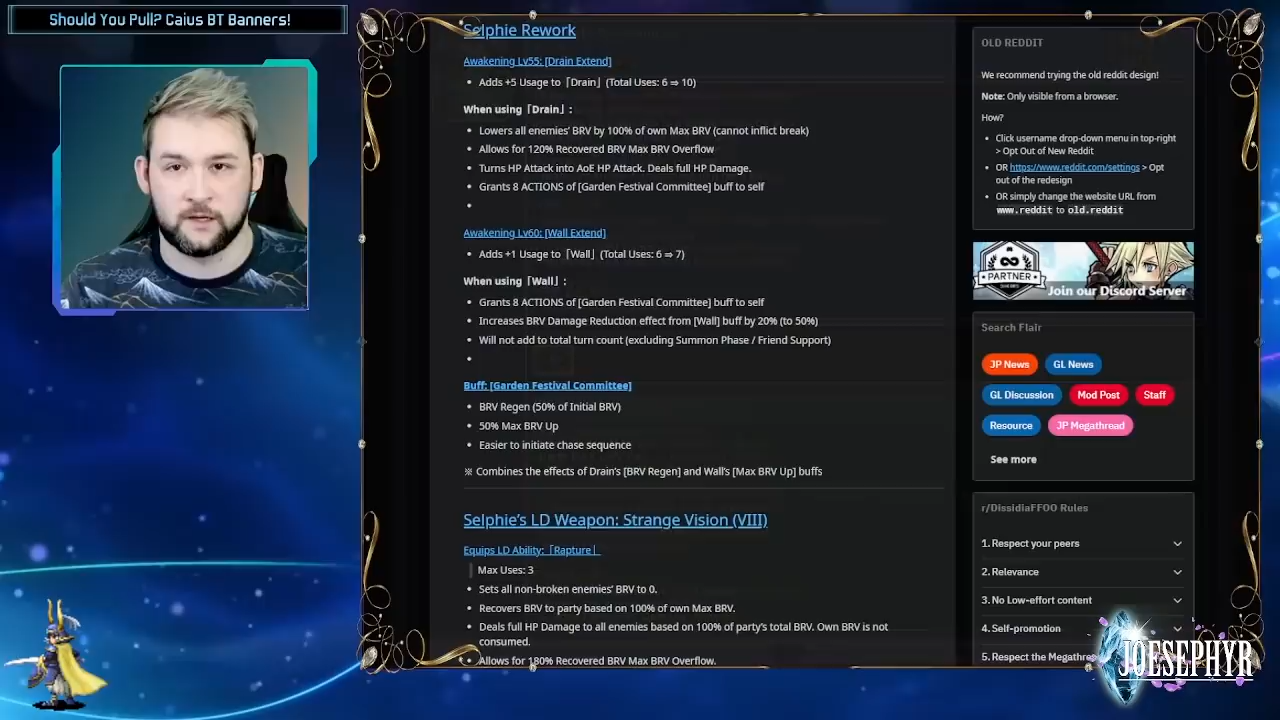 Should You Pull? Caius BT Banners!
Selphie Rework
Awakening Lv55: [Drain Extend]
Adds +5 Usage to「Drain」(Total Uses: 6 ⇒ 10)
When using「Drain」:
Lowers all enemies' BRV by 100% of own Max BRV (cannot inflict break)
Allows for 120% Recovered BRV Max BRV Overflow
Turns HP Attack into AoE HP Attack. Deals full HP Damage.
Grants 8 ACTIONS of [Garden Festival Committee] buff to self
Awakening Lv60: [Wall Extend]
Adds +1 Usage to「Wall」(Total Uses: 6 ⇒ 7)
When using「Wall」:
Grants 8 ACTIONS of [Garden Festival Committee] buff to self
Increases BRV Damage Reduction effect from [Wall] buff by 20% (to 50%)
Will not add to total turn count (excluding Summon Phase / Friend Support)
Buff: [Garden Festival Committee]
BRV Regen (50% of Initial BRV)
50% Max BRV Up
Easier to initiate chase sequence
※ Combines the effects of Drain's [BRV Regen] and Wall's [Max BRV Up] buffs
Selphie's LD Weapon: Strange Vision (VIII)
Equips LD Ability:「Rapture」
Max Uses: 3
Sets all non-broken enemies' BRV to 0.
Recovers BRV to party based on 100% of own Max BRV.
Deals full HP Damage to all enemies based on 100% of party's total BRV. Own BRV is not
consumed.
Allows for 180% Recovered BRV Max BRV Overflow.
OLD REDDIT
We recommend trying the old reddit design!
Note: Only visible from a browser.
How?
Click username drop-down menu in top-right
> Opt Out of New Reddit
OR https://www.reddit.com/settings > Opt
out of the redesign
OR simply change the website URL from
www.reddit to old.reddit
PARTNER
Join our Discord Server
Search Flair
JP News
GL News
GL Discussion
Mod Post
Staff
Resource
JP Megathread
See more
r/DissidiaFFOO Rules
1. Respect your peers
2. Relevance
3. No Low-effort content
4. Self-promotion
5. Respect the Megathre
JOESEPHYR